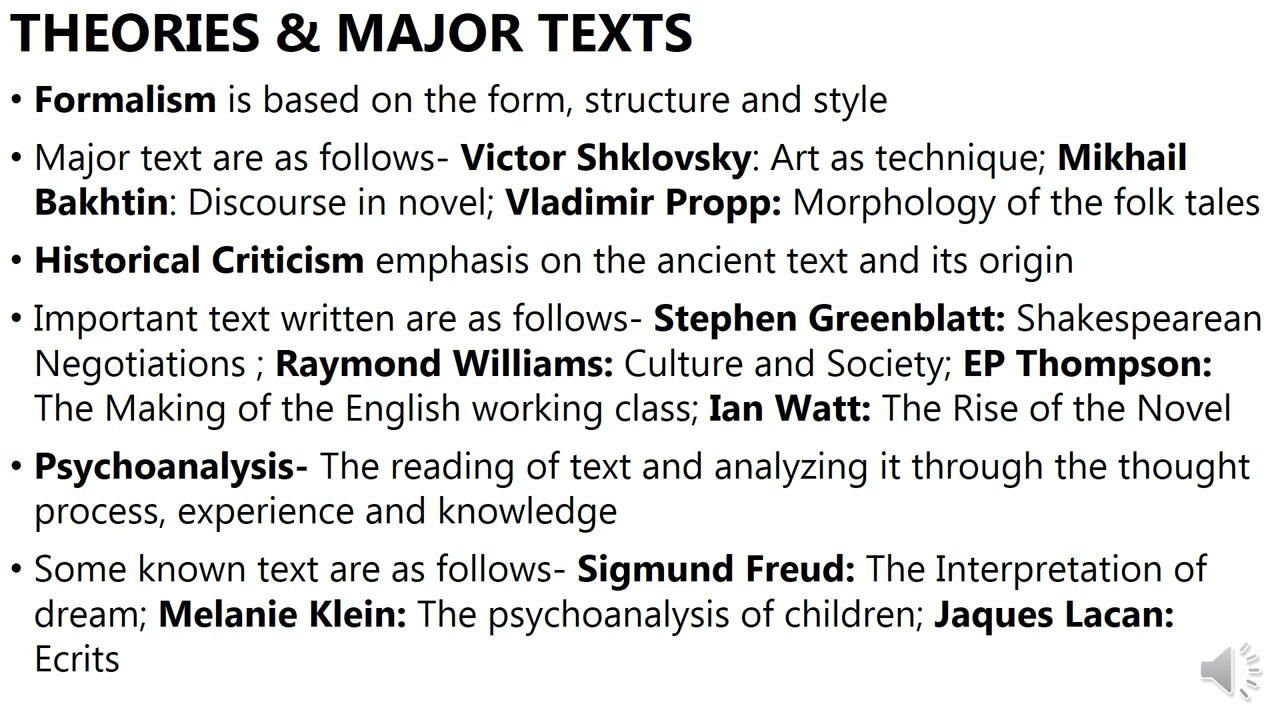 THEORIES & MAJOR TEXTS
• Formalism is based on the form, structure and style
• Major text are as follows- Victor Shklovsky: Art as technique; Mikhail
Bakhtin: Discourse in novel; Vladimir Propp: Morphology of the folk tales
• Historical Criticism emphasis on the ancient text and its origin
• Important text written are as follows- Stephen Greenblatt: Shakespearean
Negotiations ; Raymond Williams: Culture and Society; EP Thompson:
The Making of the English working class; Ian Watt: The Rise of the Novel
• Psychoanalysis- The reading of text and analyzing it through the thought
process, experience and knowledge
• Some known text are as follows- Sigmund Freud: The Interpretation of
dream; Melanie Klein: The psychoanalysis of children; Jaques Lacan:
Ecrits